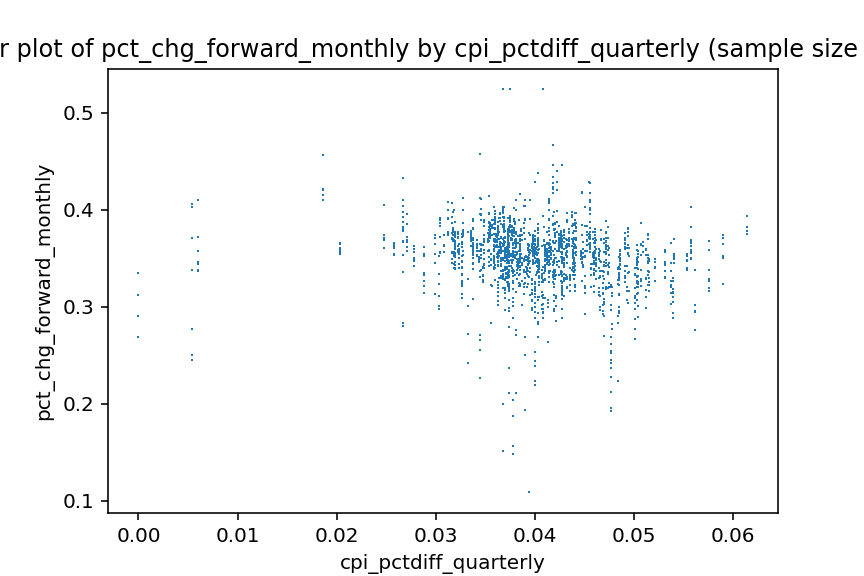 r plot of pct_chg_forward_monthly by cpi_pctdiff_quarterly (sample size
0.5
0.4
0.3
0.2
0.1
pct_chg_forward_monthly
0.00 0.01 0.02 0.03 0.04 0.05 0.06
cpi_pctdiff_quarterly